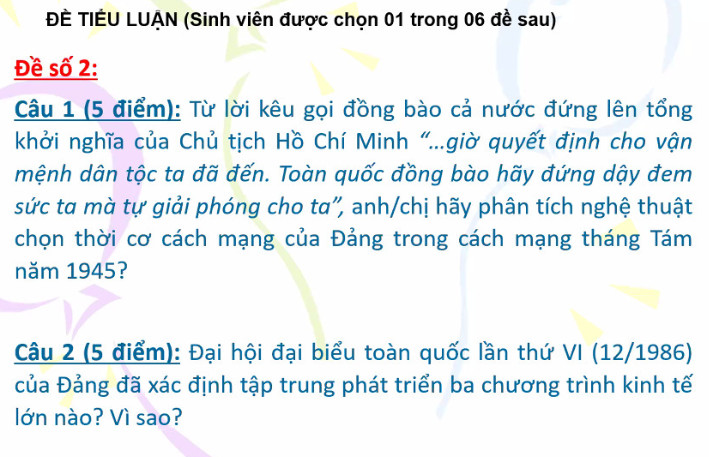 ĐỀ TIỂU LUẬN (Sinh viên được chọn 01 trong 06 đề sau)
Đề số 2:
Câu 1 (5 điểm): Từ lời kêu gọi đồng bào cả nước đứng lên tổng
khởi nghĩa của Chủ tịch Hồ Chí Minh “...giờ quyết định cho vận
mệnh dân tộc ta đã đến. Toàn quốc đồng bào hãy đứng dậy đem
sức ta mà tự giải phóng cho ta”, anh/chị hãy phân tích nghệ thuật
chọn thời cơ cách mạng của Đảng trong cách mạng tháng Tám
năm 1945?
Câu 2 (5 điểm): Đại hội đại biểu toàn quốc lần thứ VI (12/1986)
của Đảng đã xác định tập trung phát triển ba chương trình kinh tế
lớn nào? Vì sao?